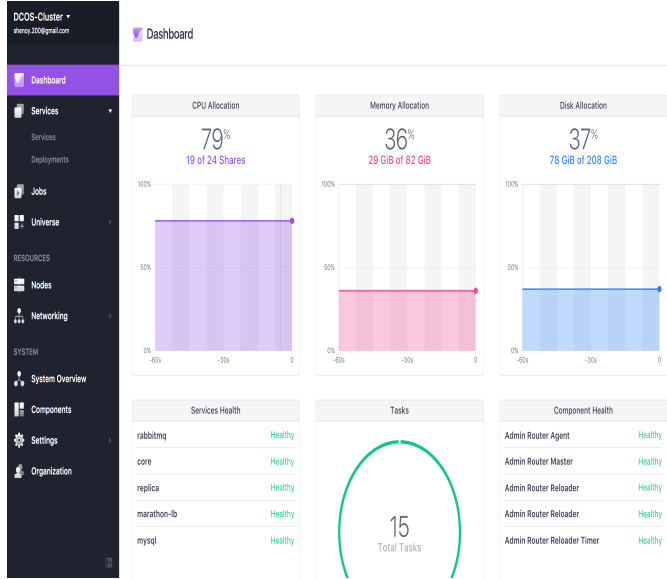 DCOS-Cluster
shenoy.200@gmail.com
Dashboard
Services
Services
Deployments
Jobs
Universe
RESOURCES
Nodes
Networking
SYSTEM
System Overview
Components
Settings
Organization
Dashboard
CPU Allocation
79%
19 of 24 Shares
100%
50%
0%
-60s -30s 0
Memory Allocation
36%
29 GiB of 82 GiB
100%
50%
0%
-60s -30s 0
Disk Allocation
37%
78 GiB of 208 GiB
100%
50%
0%
-60s -30s 0
Services Health
rabbitmq Healthy
core Healthy
replica Healthy
marathon-lb Healthy
mysql Healthy
Tasks
15
Total Tasks
Component Health
Admin Router Agent Healthy
Admin Router Master Healthy
Admin Router Reloader Healthy
Admin Router Reloader Healthy
Admin Router Reloader Timer Healthy